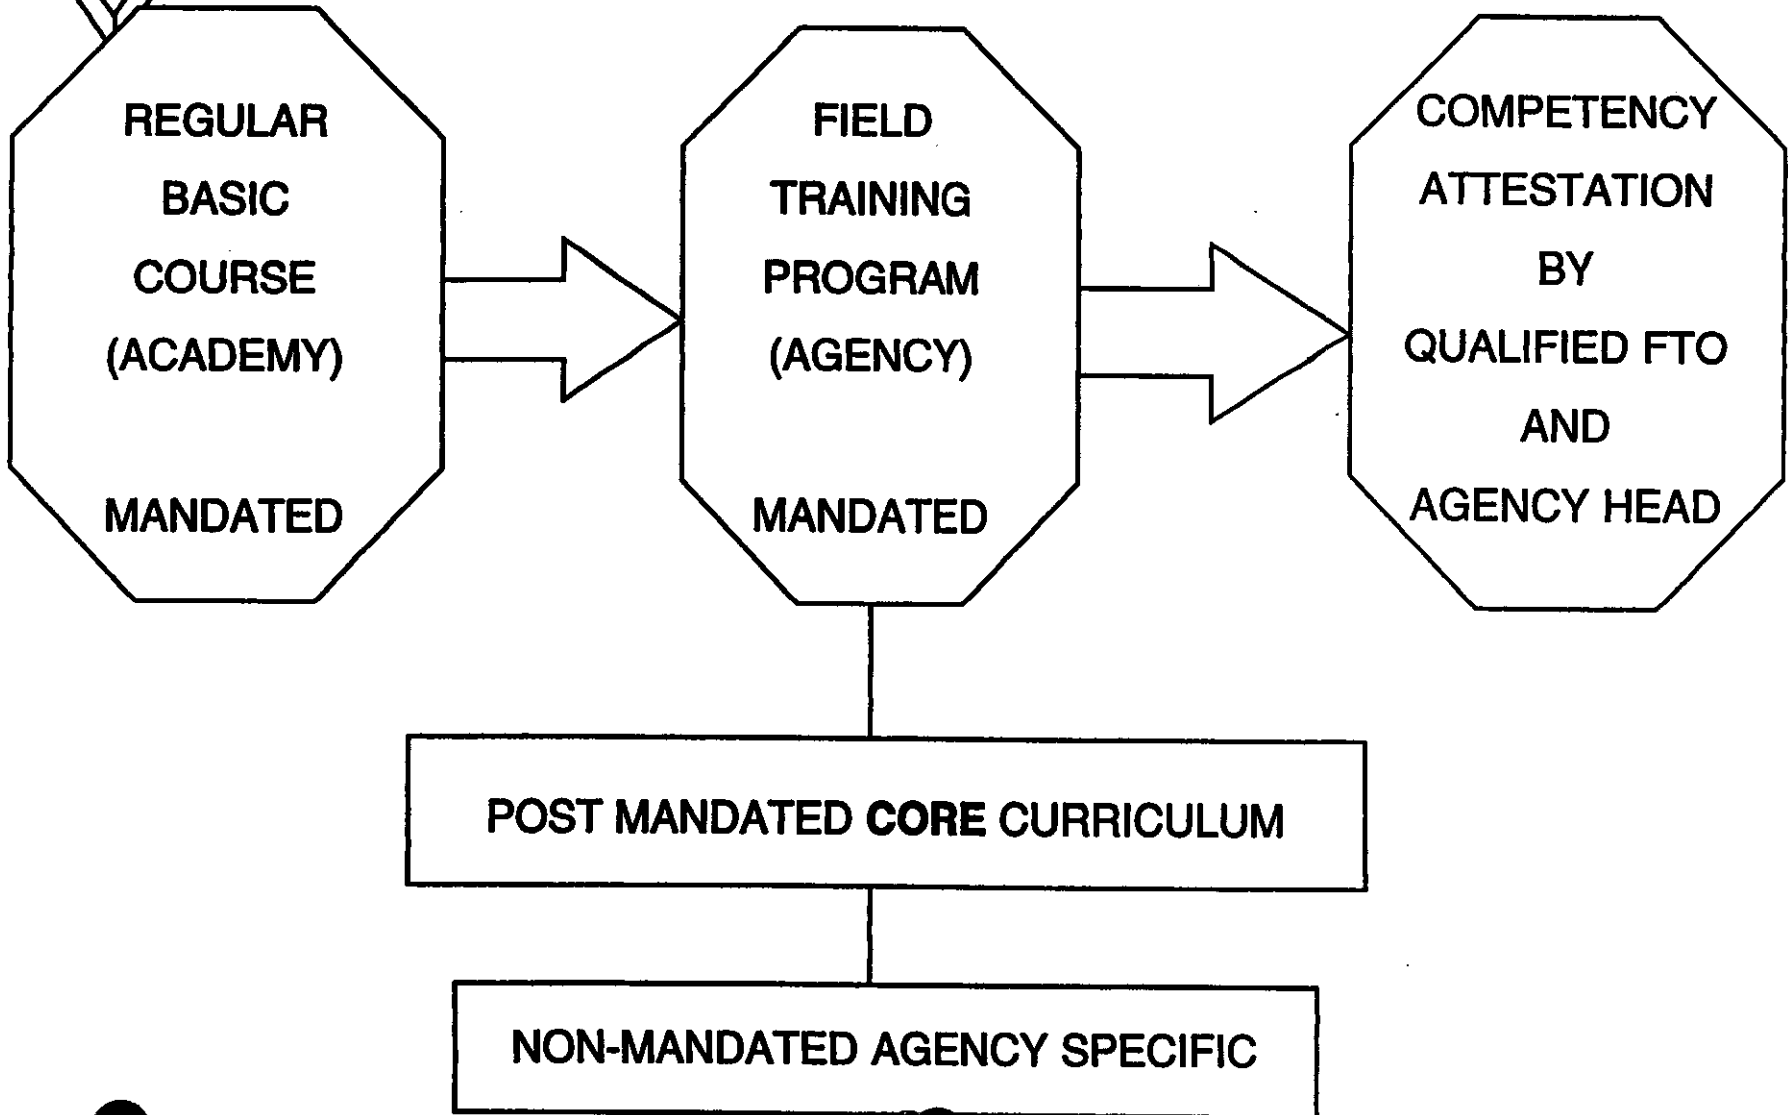 REGULAR
BASIC
COURSE
(ACADEMY)
MANDATED
FIELD
TRAINING
PROGRAM
(AGENCY)
MANDATED
COMPETENCY
ATTESTATION
BY
QUALIFIED FTO
AND
AGENCY HEAD
POST MANDATED CORE CURRICULUM
NON-MANDATED AGENCY SPECIFIC